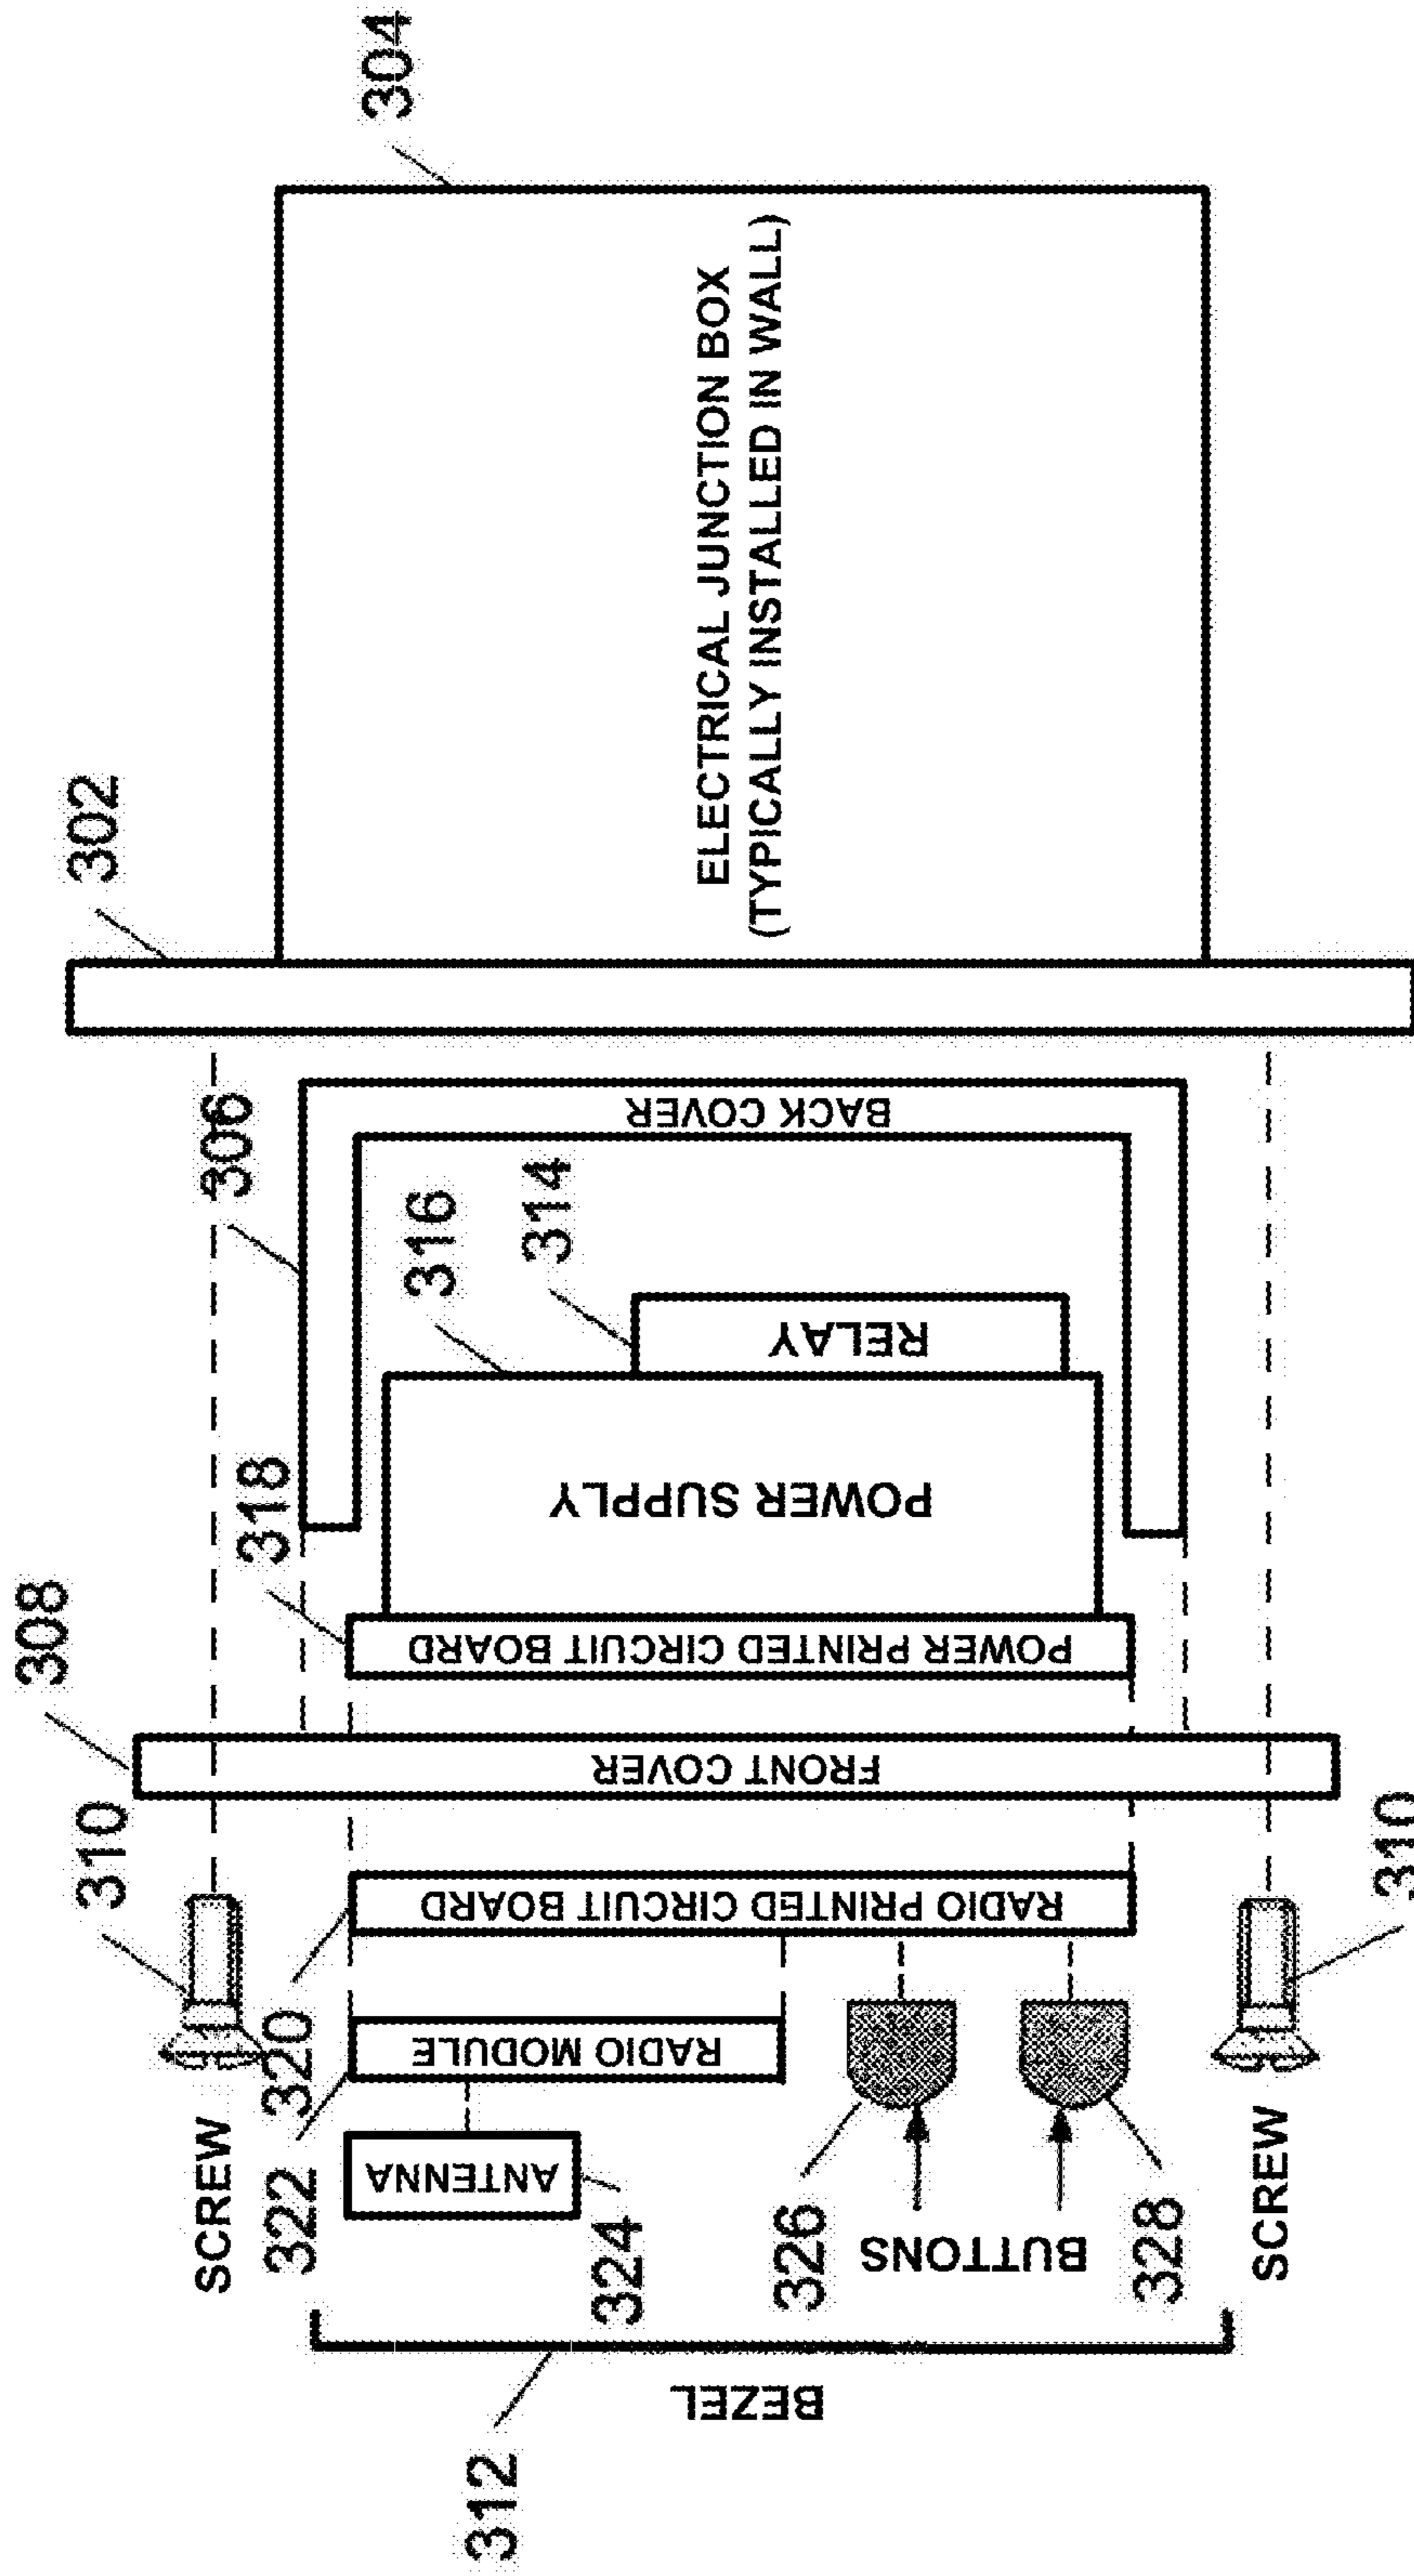 304
302
ELECTRICAL JUNCTION BOX
(TYPICALLY INSTALLED IN WALL)
306
BACK COVER
314
316
RELAY
318
POWER SUPPLY
308
POWER PRINTED CIRCUIT BOARD
FRONT COVER
310
310
RADIO PRINTED CIRCUIT BOARD
320
RADIO MODULE
322
SCREW
SCREW
ANTENNA
324
326
BUTTONS
328
BEZEL
312